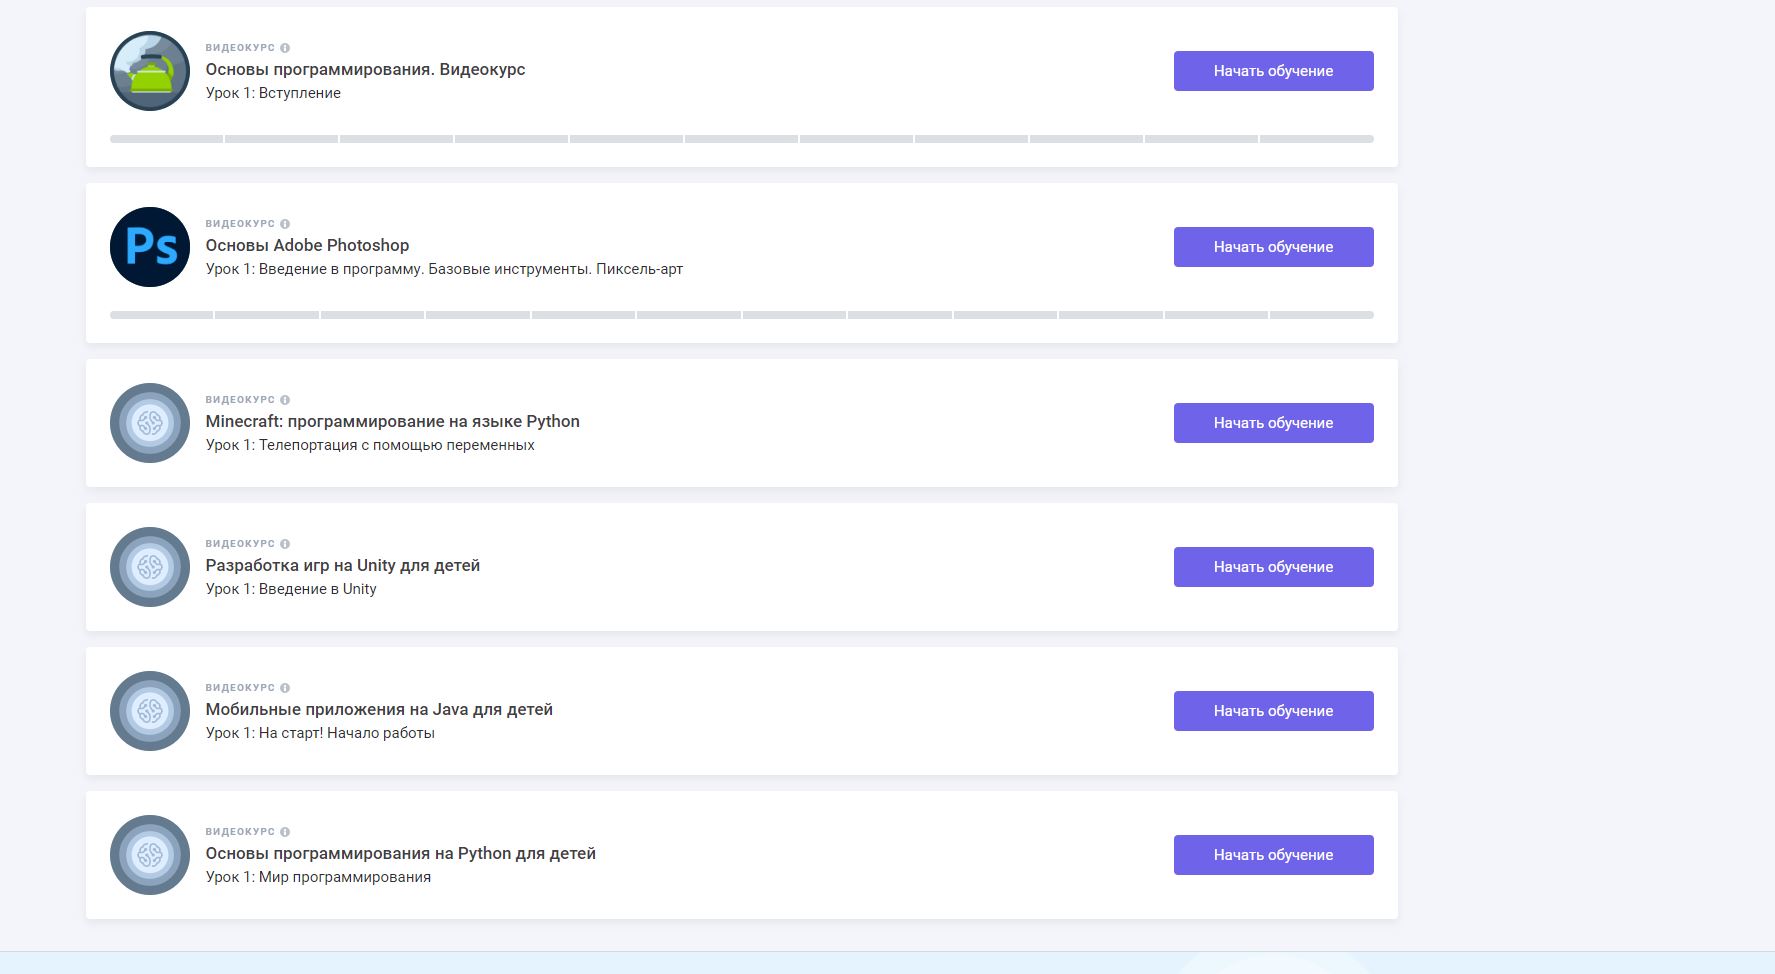 ВИДЕОКУРС
Основы программирования. Видеокурс
Урок 1: Вступление
Начать обучение
Ps
ВИДЕОКУРС
Основы Adobe Photoshop
Урок 1: Введение в программу. Базовые инструменты. Пиксель-арт
Начать обучение
ВИДЕОКУРС
Minecraft: программирование на языке Python
Урок 1: Телепортация с помощью переменных
Начать обучение
ВИДЕОКУРС
Разработка игр на Unity для детей
Урок 1: Введение в Unity
Начать обучение
ВИДЕОКУРС
Мобильные приложения на Java для детей
Урок 1: На старт! Начало работы
Начать обучение
ВИДЕОКУРС
Основы программирования на Python для детей
Урок 1: Мир программирования
Начать обучение